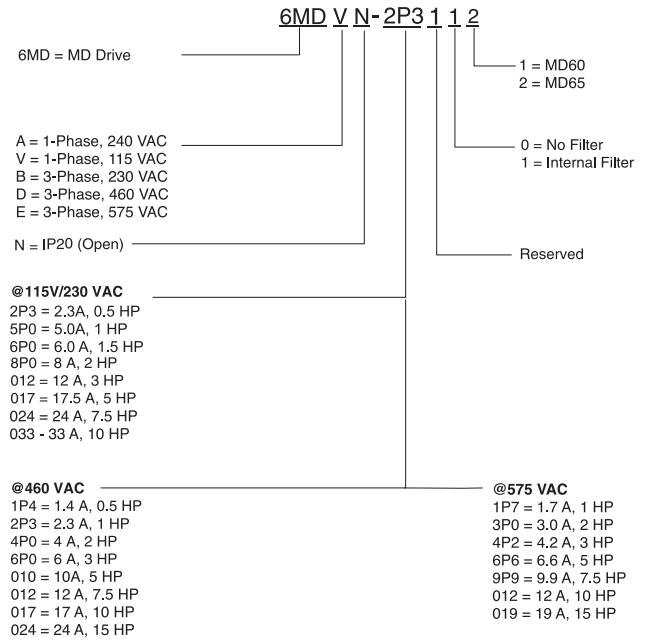 6MD V N-2P3 1 1 2
6MD = MD Drive
1 = MD60
2 = MD65
A = 1-Phase, 240 VAC
V = 1-Phase, 115 VAC
B = 3-Phase, 230 VAC
D = 3-Phase, 460 VAC
E = 3-Phase, 575 VAC
0 = No Filter
1 = Internal Filter
N = IP20 (Open)
Reserved
@115V/230 VAC
2P3 = 2.3A, 0.5 HP
5P0 = 5.0A, 1 HP
6P0 = 6.0 A, 1.5 HP
8P0 = 8 A, 2 HP
012 = 12 A, 3 HP
017 = 17.5 A, 5 HP
024 = 24 A, 7.5 HP
033 - 33 A, 10 HP
@460 VAC
1P4 = 1.4 A, 0.5 HP
2P3 = 2.3 A, 1 HP
4P0 = 4 A, 2 HP
6P0 = 6 A, 3 HP
010 = 10A, 5 HP
012 = 12 A, 7.5 HP
017 = 17 A, 10 HP
024 = 24 A, 15 HP
@575 VAC
1P7 = 1.7 A, 1 HP
3P0 = 3.0 A, 2 HP
4P2 = 4.2 A, 3 HP
6P6 = 6.6 A, 5 HP
9P9 = 9.9 A, 7.5 HP
012 = 12 A, 10 HP
019 = 19 A, 15 HP